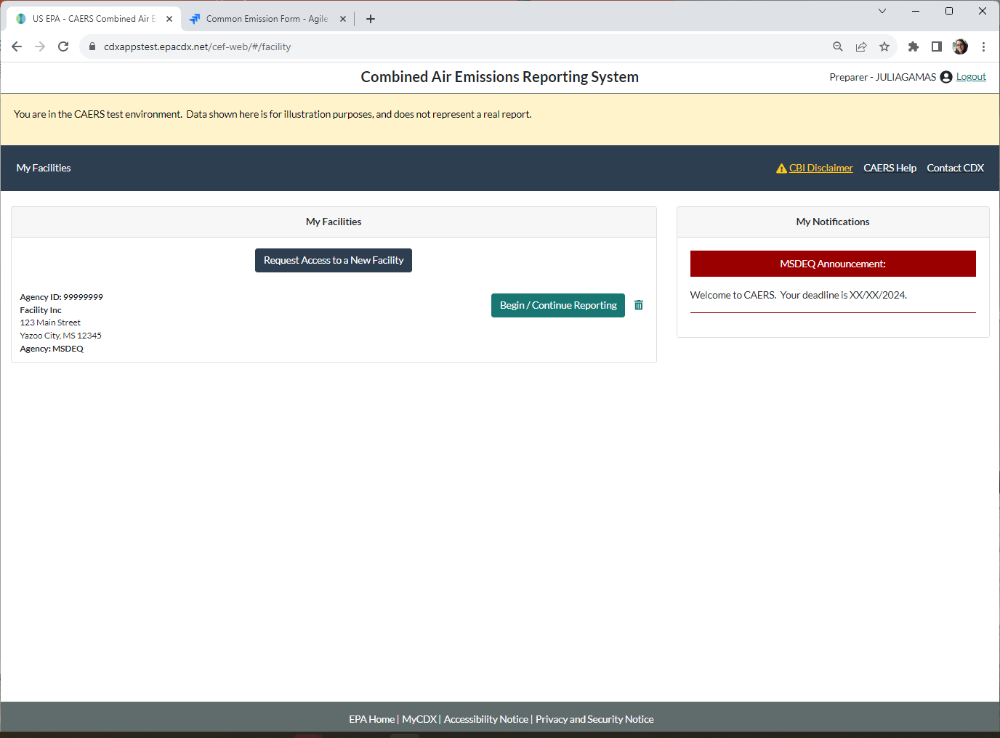 US EPA - CAERS Combined Air E
Common Emission Form - Agile
cdxappstest.epacdx.net/cef-web/#/facility
Combined Air Emissions Reporting System
Preparer - JULIAGAMAS Logout
You are in the CAERS test environment.  Data shown here is for illustration purposes, and does not represent a real report.
My Facilities
CBI Disclaimer CAERS Help Contact CDX
My Facilities
Request Access to a New Facility
Agency ID: 99999999
Facility Inc
123 Main Street
Yazoo City, MS 12345
Agency: MSDEQ
Begin / Continue Reporting
My Notifications
MSDEQ Announcement:
Welcome to CAERS.  Your deadline is XX/XX/2024.
EPA Home | MyCDX | Accessibility Notice | Privacy and Security Notice